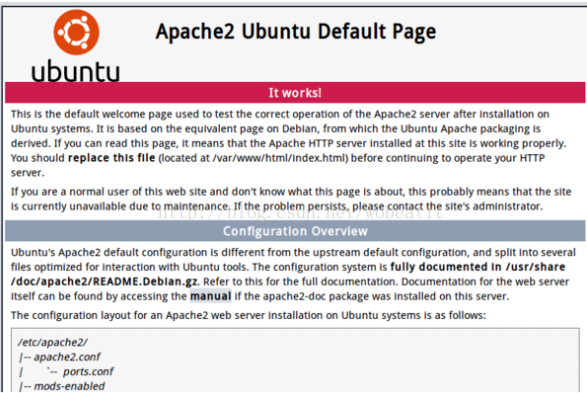 Apache2 Ubuntu Default Page
ubuntu
It works!
This is the default welcome page used to test the correct operation of the Apache2 server after installation on
Ubuntu systems. It is based on the equivalent page on Debian, from which the Ubuntu Apache packaging is
derived. If you can read this page, it means that the Apache HTTP server installed at this site is working properly.
You should replace this file (located at /var/www/html/index.html) before continuing to operate your HTTP
server.
If you are a normal user of this web site and don't know what this page is about, this probably means that the site
is currently unavailable due to maintenance. If the problem persists, please contact the site's administrator.
http://blog.csdn.net/wobeatit
Configuration Overview
Ubuntu's Apache2 default configuration is different from the upstream default configuration, and split into several
files optimized for interaction with Ubuntu tools. The configuration system is fully documented in /usr/share
/doc/apache2/README.Debian.gz. Refer to this for the full documentation. Documentation for the web server
itself can be found by accessing the manual if the apache2-doc package was installed on this server.
The configuration layout for an Apache2 web server installation on Ubuntu systems is as follows:
/etc/apache2/
|-- apache2.conf
| `-- ports.conf
|-- mods-enabled